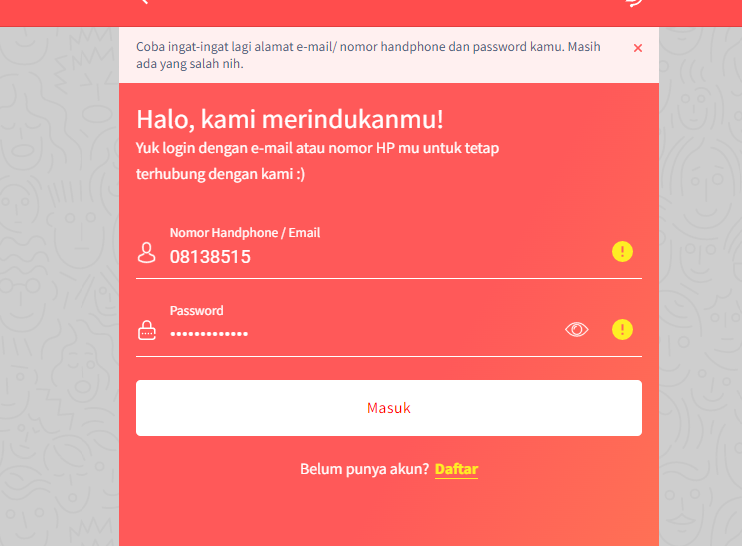 Coba ingat-ingat lagi alamat e-mail/ nomor handphone dan password kamu. Masih
ada yang salah nih.
Halo, kami merindukanmu!
Yuk login dengan e-mail atau nomor HP mu untuk tetap
terhubung dengan kami :)
Nomor Handphone / Email
08138515
Password
•••••••••••••
Masuk
Belum punya akun? Daftar